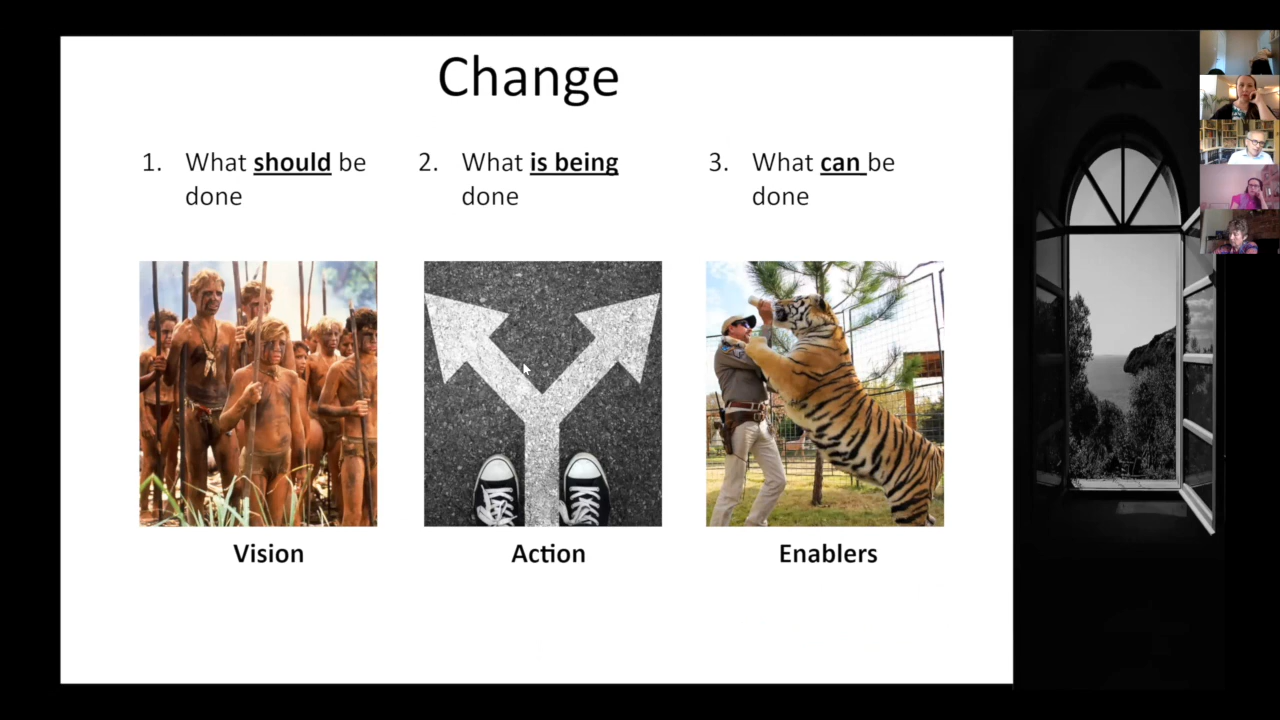 Change
1. What should be
done
2. What is being
done
3. What can be
done
Vision
Action
Enablers